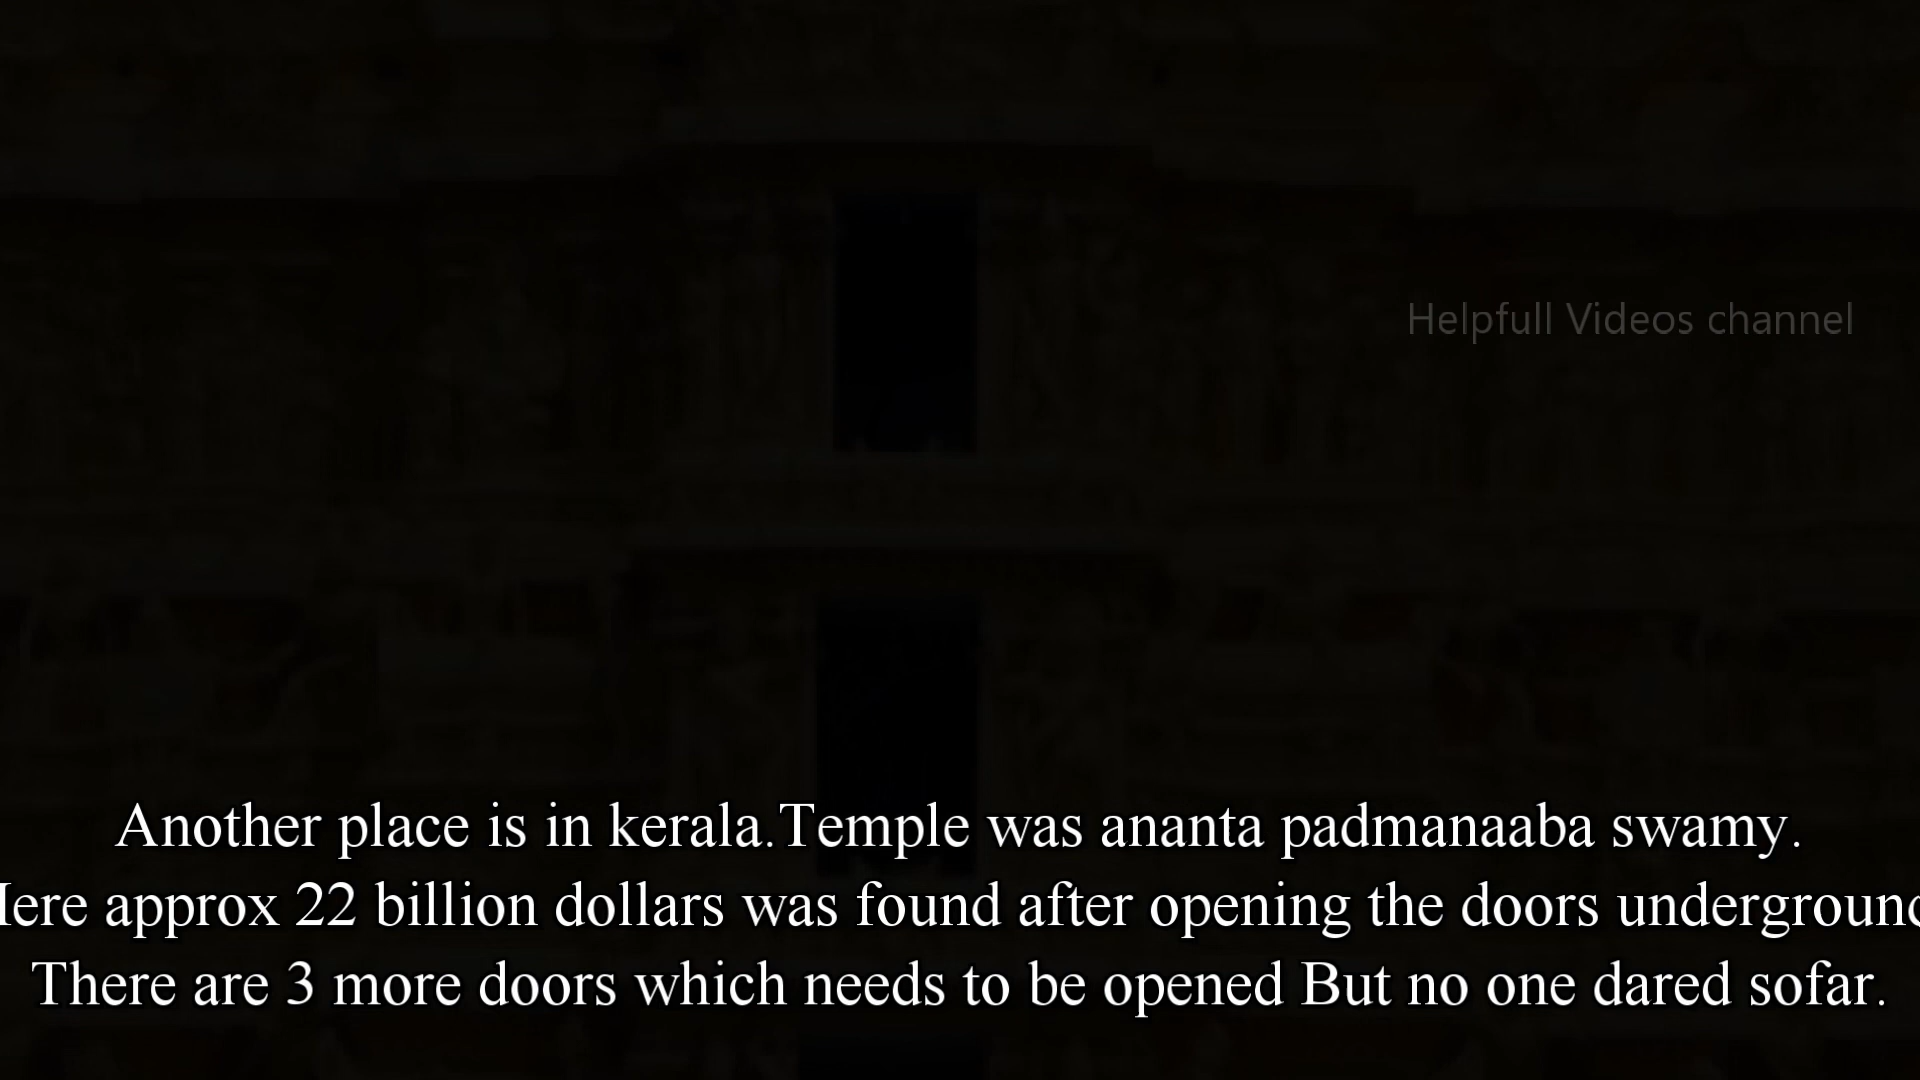 Helpfull Videos channel
Another place is in kerala.Temple was ananta padmanaaba swamy.
Here approx 22 billion dollars was found after opening the doors underground
There are 3 more doors which needs to be opened But no one dared sofar.